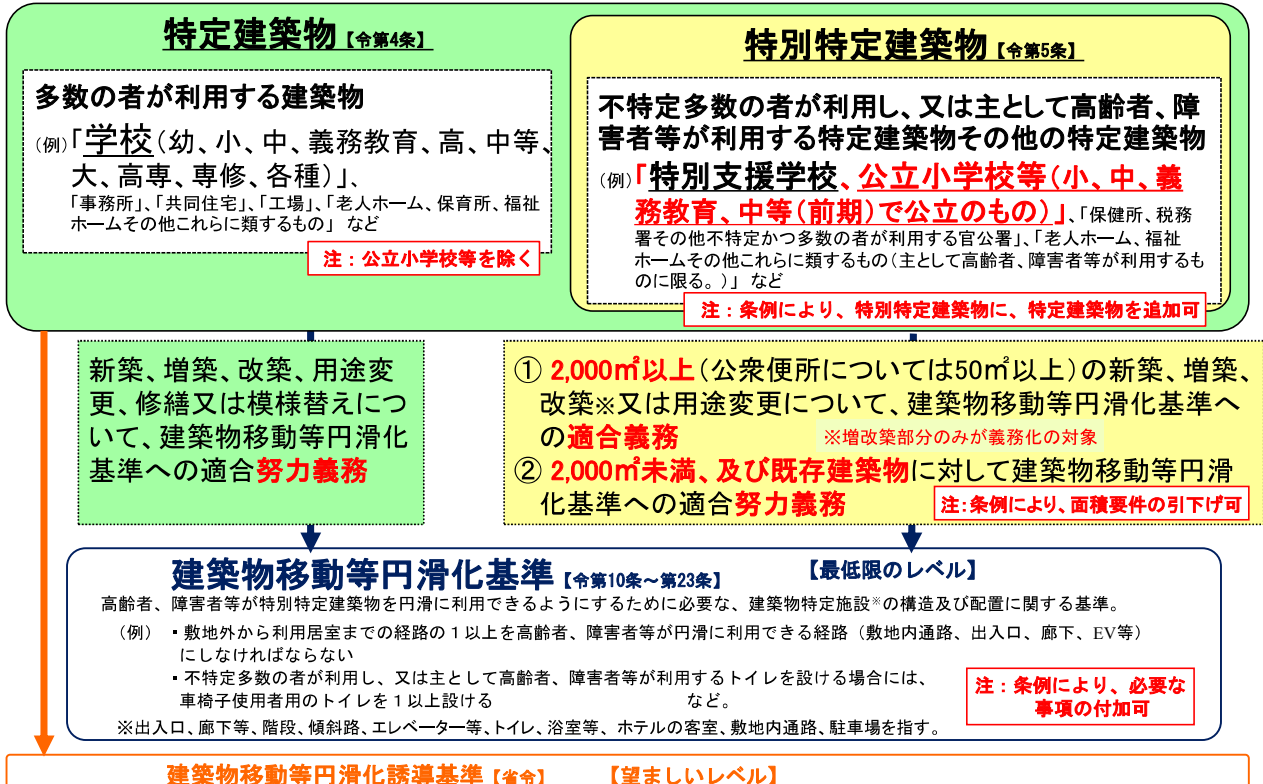 特定建築物【令第4条】
多数の者が利用する建築物
(例)「学校(幼、小、中、義務教育、高、中等、
大、高専、専修、各種)」、
「事務所」、「共同住宅」、「工場」、「老人ホーム、保育所、福祉
ホームその他これらに類するもの」 など
注：公立小学校等を除く
特別特定建築物【令第5条】
不特定多数の者が利用し、又は主として高齢者、障
害者等が利用する特定建築物その他の特定建築物
(例)「特別支援学校、公立小学校等(小、中、義
務教育、中等(前期)で公立のもの)」、「保健所、税務
署その他不特定かつ多数の者が利用する官公署」、「老人ホーム、福祉
ホームその他これらに類するもの(主として高齢者、障害者等が利用するも
のに限る。)」 など
注：条例により、特別特定建築物に、特定建築物を追加可
新築、増築、改築、用途変
更、修繕又は模様替えにつ
いて、建築物移動等円滑化
基準への適合努力義務
① 2,000㎡以上(公衆便所については50㎡以上)の新築、増築、
改築※又は用途変更について、建築物移動等円滑化基準へ
の適合義務
※増改築部分のみが義務化の対象
② 2,000㎡未満、及び既存建築物に対して建築物移動等円滑
化基準への適合努力義務
注:条例により、面積要件の引下げ可
建築物移動等円滑化基準【令第10条～第23条】 【最低限のレベル】
高齢者、障害者等が特別特定建築物を円滑に利用できるようにするために必要な、建築物特定施設※の構造及び配置に関する基準。
(例) ・敷地外から利用居室までの経路の１以上を高齢者、障害者等が円滑に利用できる経路（敷地内通路、出入口、廊下、EV等）
にしなければならない
・不特定多数の者が利用し、又は主として高齢者、障害者等が利用するトイレを設ける場合には、
車椅子使用者用のトイレを１以上設ける など。
注：条例により、必要な
事項の付加可
※出入口、廊下等、階段、傾斜路、エレベーター等、トイレ、浴室等、ホテルの客室、敷地内通路、駐車場を指す。
建築物移動等円滑化誘導基準【省令】 【望ましいレベル】